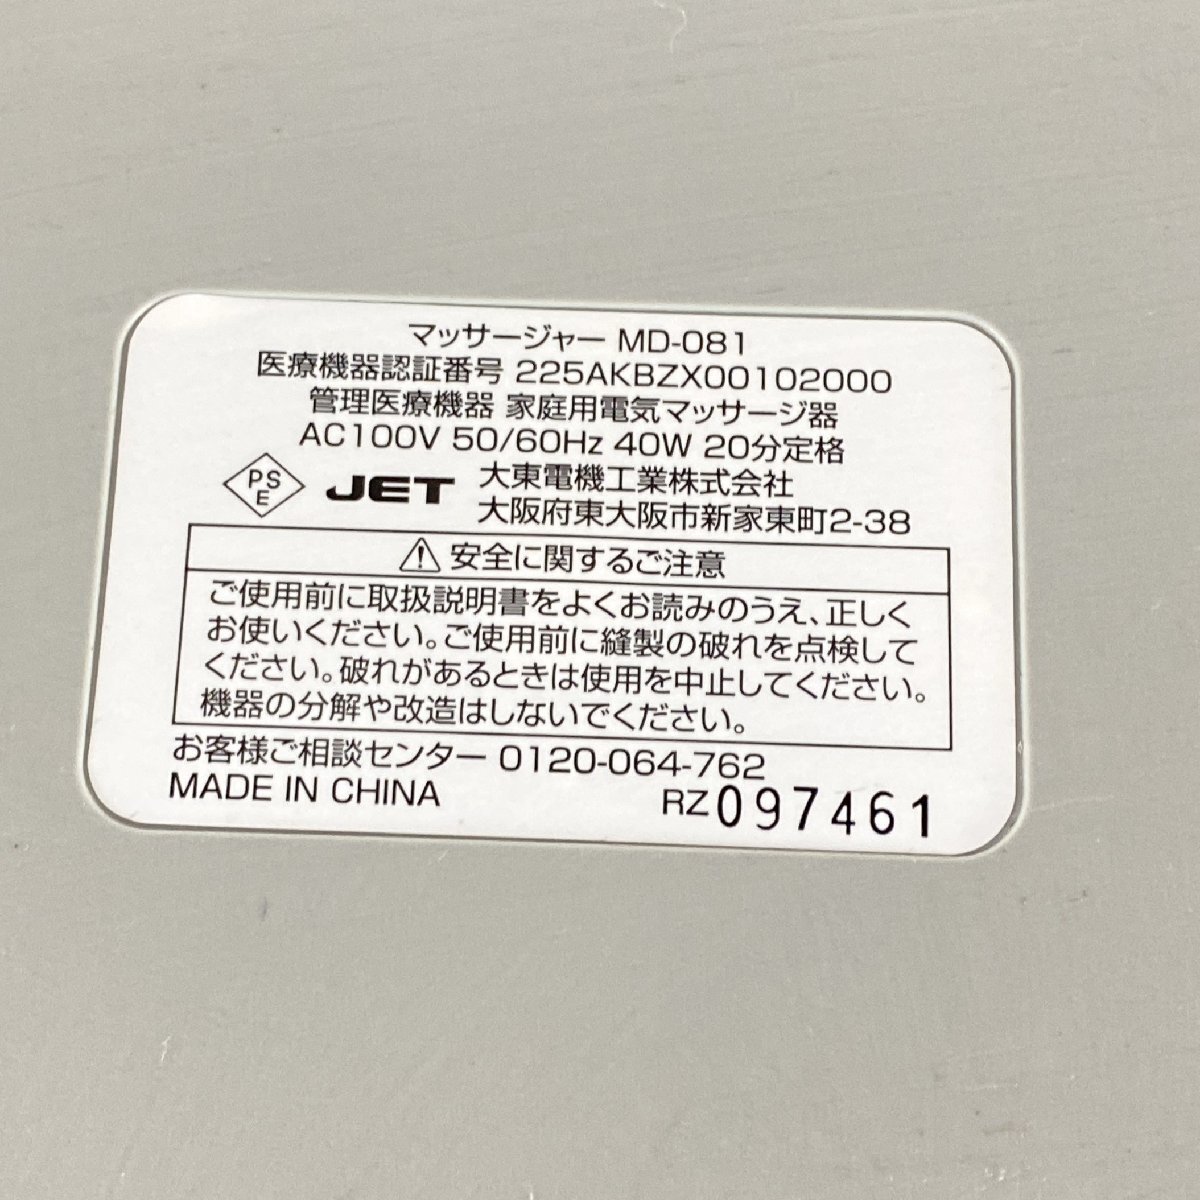 マッサージャー MD-081
医療機器認証番号 225AKBZX00102000
管理医療機器 家庭用電気マッサージ器
AC100V 50/60Hz 40W 20分定格
PS
E
JET 大東電機工業株式会社
大阪府東大阪市新家東町2-38
安全に関するご注意
ご使用前に取扱説明書をよくお読みのうえ、正しく
お使いください。ご使用前に縫製の破れを点検して
ください。破れがあるときは使用を中止してください。
機器の分解や改造はしないでください。
お客様ご相談センター 0120-064-762
MADE IN CHINA RZ097461